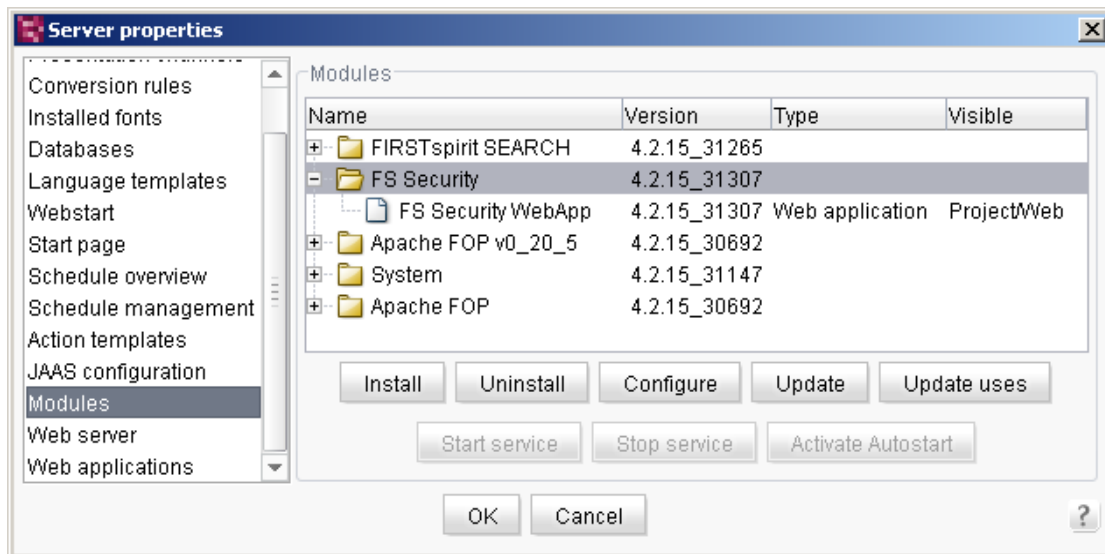 Server properties
Conversion rules
Installed fonts
Databases
Language templates
Webstart
Start page
Schedule overview
Schedule management
Action templates
JAAS configuration
Modules
Web server
Web applications
Modules
Name Version Type Visible
FIRSTspirit SEARCH 4.2.15_31265
FS Security 4.2.15_31307
FS Security WebApp 4.2.15_31307 Web application Project/Web
Apache FOP v0_20_5 4.2.15_30692
System 4.2.15_31147
Apache FOP 4.2.15_30692
Install Uninstall Configure Update Update uses
Start service Stop service Activate Autostart
OK Cancel ?